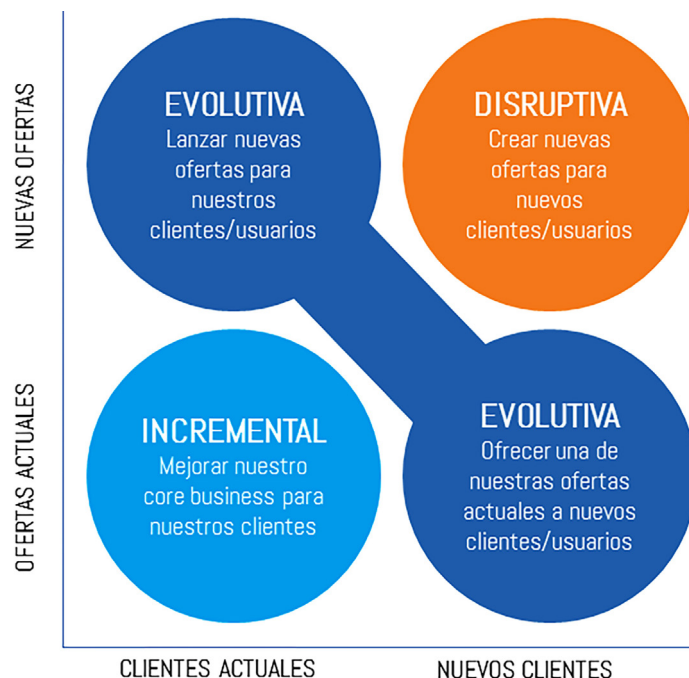 NUEVAS OFERTAS
EVOLUTIVA
Lanzar nuevas
ofertas para
nuestros
clientes/usuarios
DISRUPTIVA
Crear nuevas
ofertas para
nuevos
clientes/usuarios
OFERTAS ACTUALES
INCREMENTAL
Mejorar nuestro
core business para
nuestros clientes
EVOLUTIVA
Ofrecer una de
nuestras ofertas
actuales a nuevos
clientes/usuarios
CLIENTES ACTUALES
NUEVOS CLIENTES